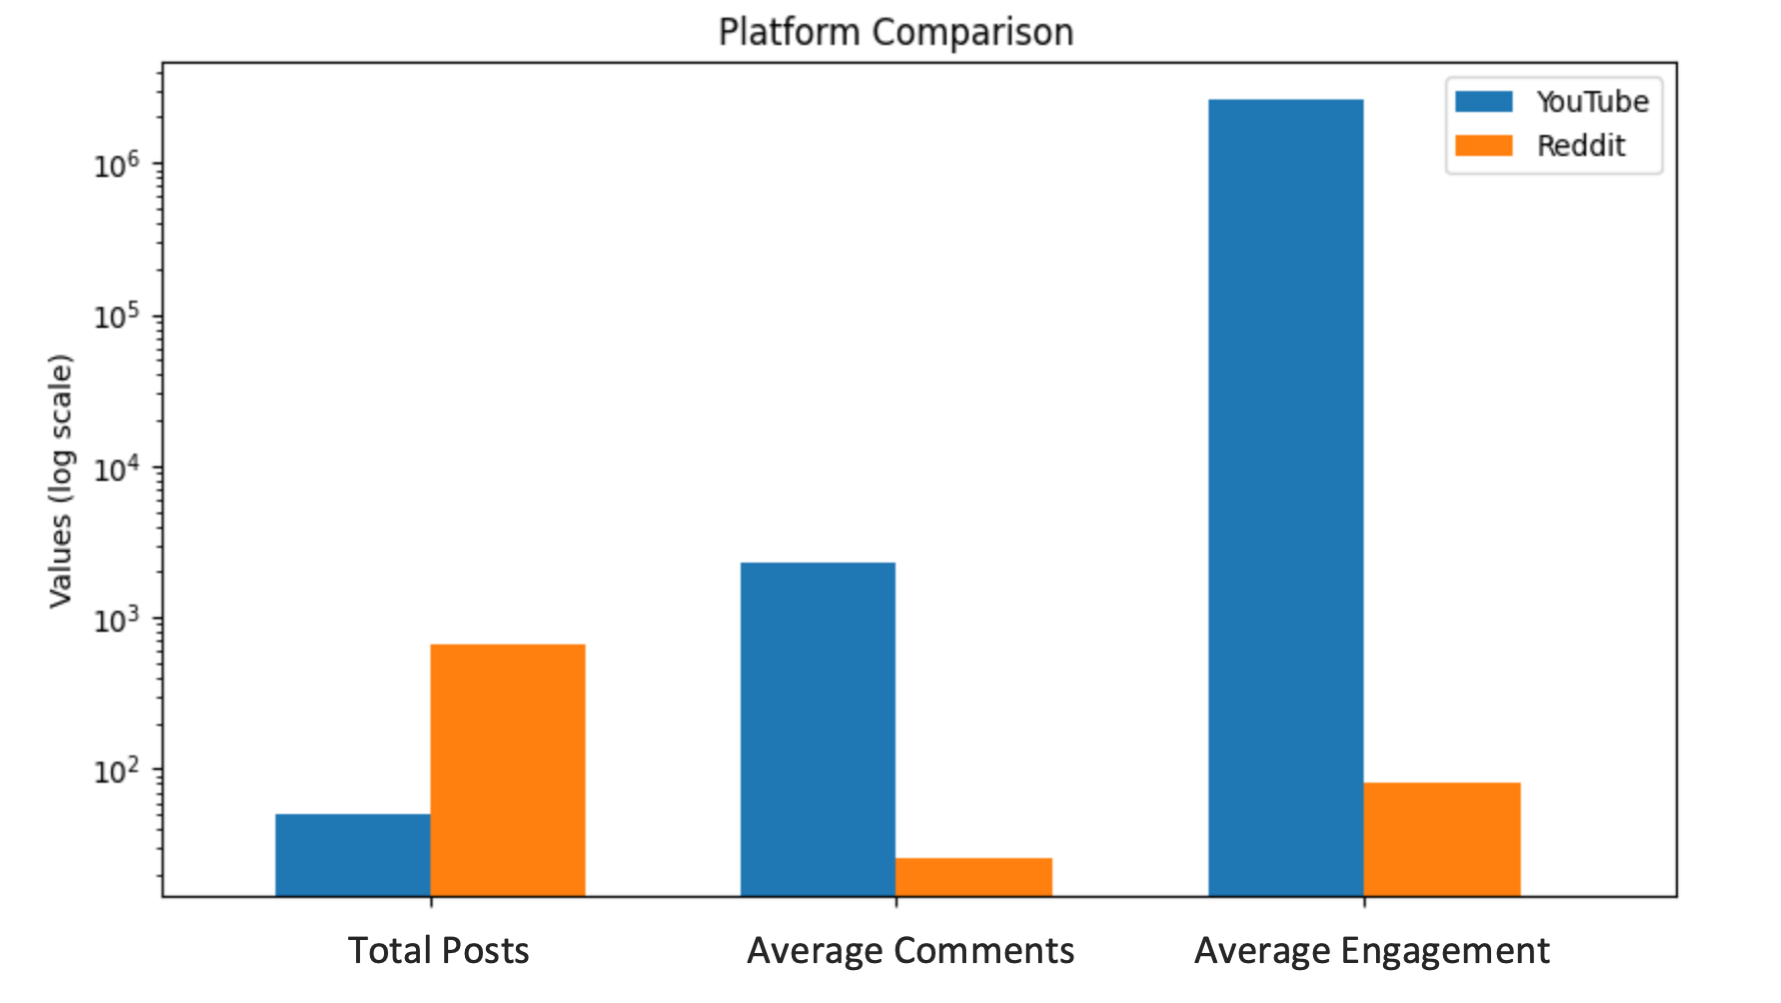 Platform Comparison
YouTube
Reddit
Values (log scale)
10⁶
10⁵
10⁴
10³
10²
Total Posts
Average Comments
Average Engagement